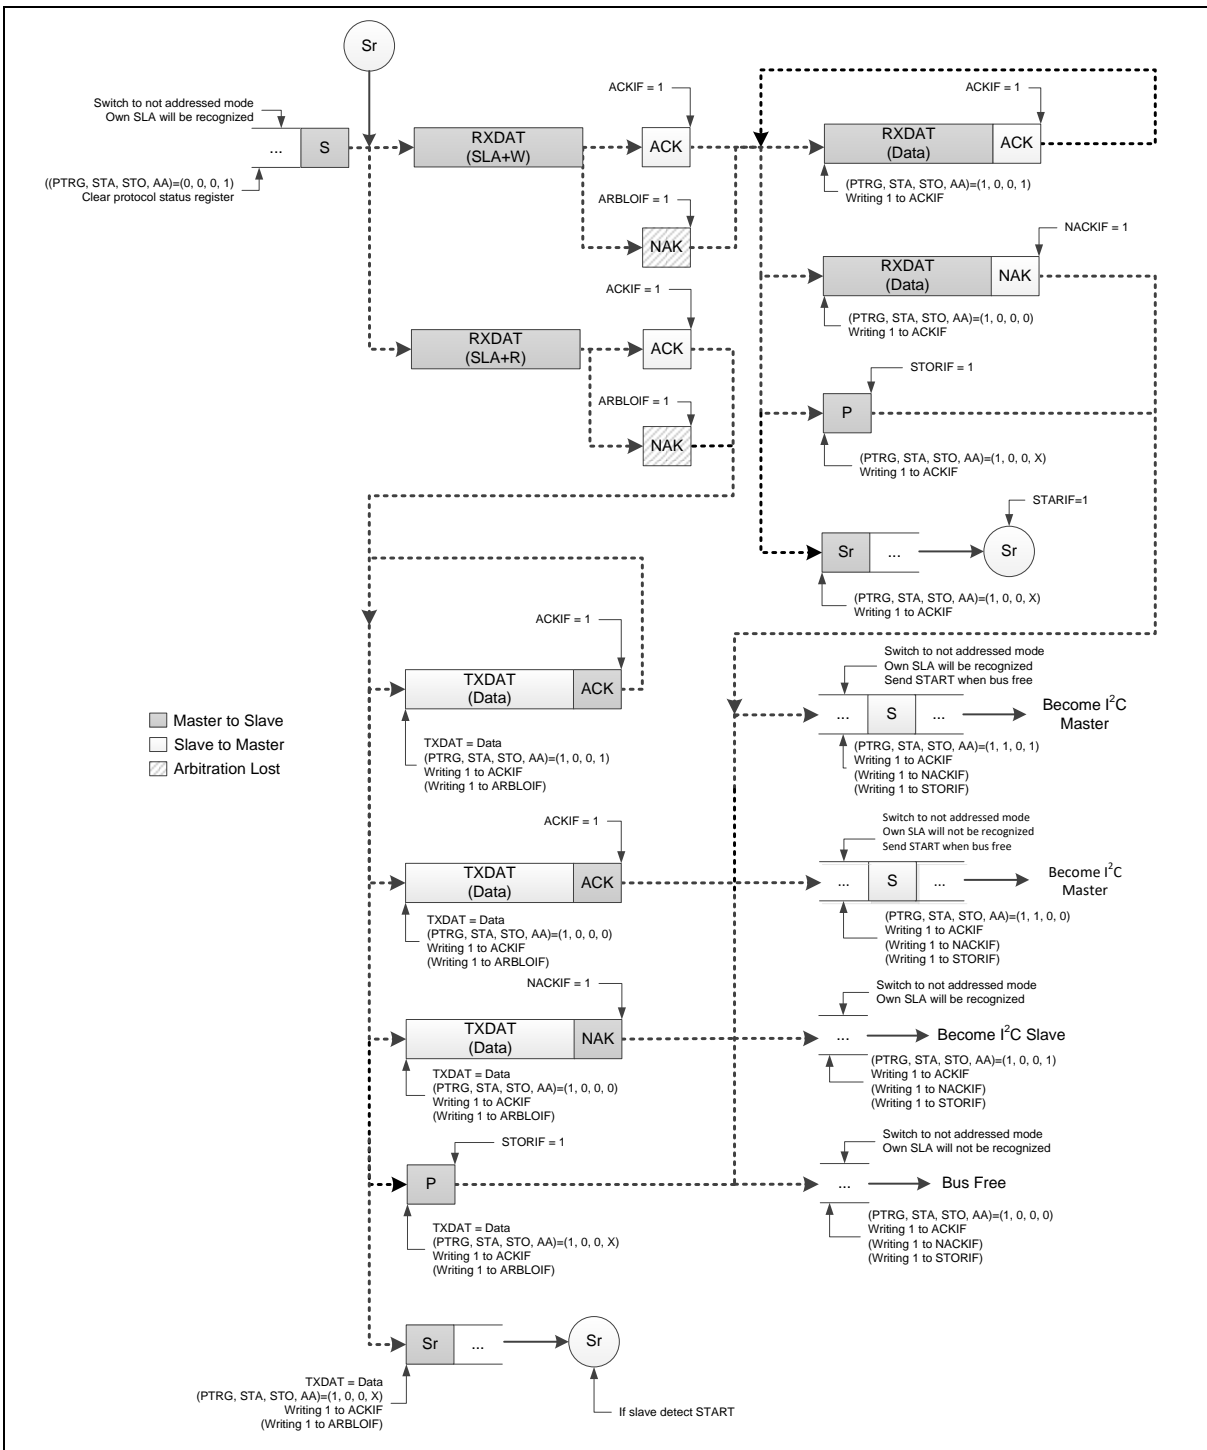 Sr
Switch to not addressed mode
Own SLA will be recognized
...
S
((PTRG, STA, STO, AA)=(0, 0, 0, 1)
Clear protocol status register
RXDAT
(SLA+W)
ACKIF = 1
ACK
ARBLOIF = 1
NAK
RXDAT
(SLA+R)
ACKIF = 1
ACK
ARBLOIF = 1
NAK
ACKIF = 1
RXDAT
(Data)
ACK
(PTRG, STA, STO, AA)=(1, 0, 0, 1)
Writing 1 to ACKIF
NACKIF = 1
RXDAT
(Data)
NAK
(PTRG, STA, STO, AA)=(1, 0, 0, 0)
Writing 1 to ACKIF
STORIF = 1
P
(PTRG, STA, STO, AA)=(1, 0, 0, X)
Writing 1 to ACKIF
STARIF=1
Sr
...
Sr
(PTRG, STA, STO, AA)=(1, 0, 0, X)
Writing 1 to ACKIF
Master to Slave
Slave to Master
Arbitration Lost
ACKIF = 1
TXDAT
(Data)
ACK
TXDAT = Data
(PTRG, STA, STO, AA)=(1, 0, 0, 1)
Writing 1 to ACKIF
(Writing 1 to ARBLOIF)
ACKIF = 1
TXDAT
(Data)
ACK
TXDAT = Data
(PTRG, STA, STO, AA)=(1, 0, 0, 0)
Writing 1 to ACKIF
(Writing 1 to ARBLOIF)
NACKIF = 1
TXDAT
(Data)
NAK
TXDAT = Data
(PTRG, STA, STO, AA)=(1, 0, 0, 0)
Writing 1 to ACKIF
(Writing 1 to ARBLOIF)
STORIF = 1
P
TXDAT = Data
(PTRG, STA, STO, AA)=(1, 0, 0, X)
Writing 1 to ACKIF
(Writing 1 to ARBLOIF)
Sr
...
Sr
TXDAT = Data
(PTRG, STA, STO, AA)=(1, 0, 0, X)
Writing 1 to ACKIF
(Writing 1 to ARBLOIF)
If slave detect START
Switch to not addressed mode
Own SLA will be recognized
Send START when bus free
...
S
...
Become I²C
Master
(PTRG, STA, STO, AA)=(1, 1, 0, 1)
Writing 1 to ACKIF
(Writing 1 to NACKIF)
(Writing 1 to STORIF)
Switch to not addressed mode
Own SLA will not be recognized
Send START when bus free
...
S
...
Become I²C
Master
(PTRG, STA, STO, AA)=(1, 1, 0, 0)
Writing 1 to ACKIF
(Writing 1 to NACKIF)
(Writing 1 to STORIF)
Switch to not addressed mode
Own SLA will be recognized
...
Become I²C Slave
(PTRG, STA, STO, AA)=(1, 0, 0, 1)
Writing 1 to ACKIF
(Writing 1 to NACKIF)
(Writing 1 to STORIF)
Switch to not addressed mode
Own SLA will not be recognized
...
Bus Free
(PTRG, STA, STO, AA)=(1, 0, 0, 0)
Writing 1 to ACKIF
(Writing 1 to NACKIF)
(Writing 1 to STORIF)